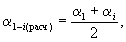 α₁₋ᵢ₍расч₎ = (α₁ + αᵢ) / 2 ,